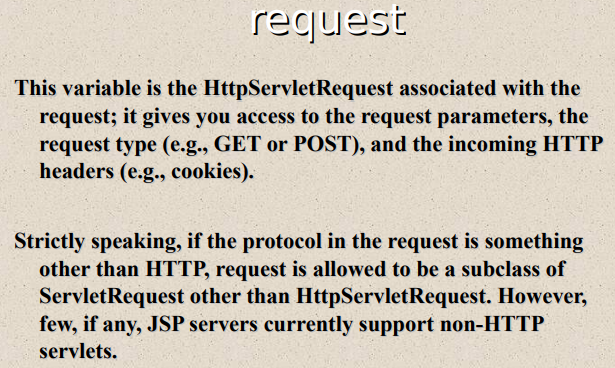 request
This variable is the HttpServletRequest associated with the
request; it gives you access to the request parameters, the
request type (e.g., GET or POST), and the incoming HTTP
headers (e.g., cookies).
Strictly speaking, if the protocol in the request is something
other than HTTP, request is allowed to be a subclass of
ServletRequest other than HttpServletRequest. However,
few, if any, JSP servers currently support non-HTTP
servlets.